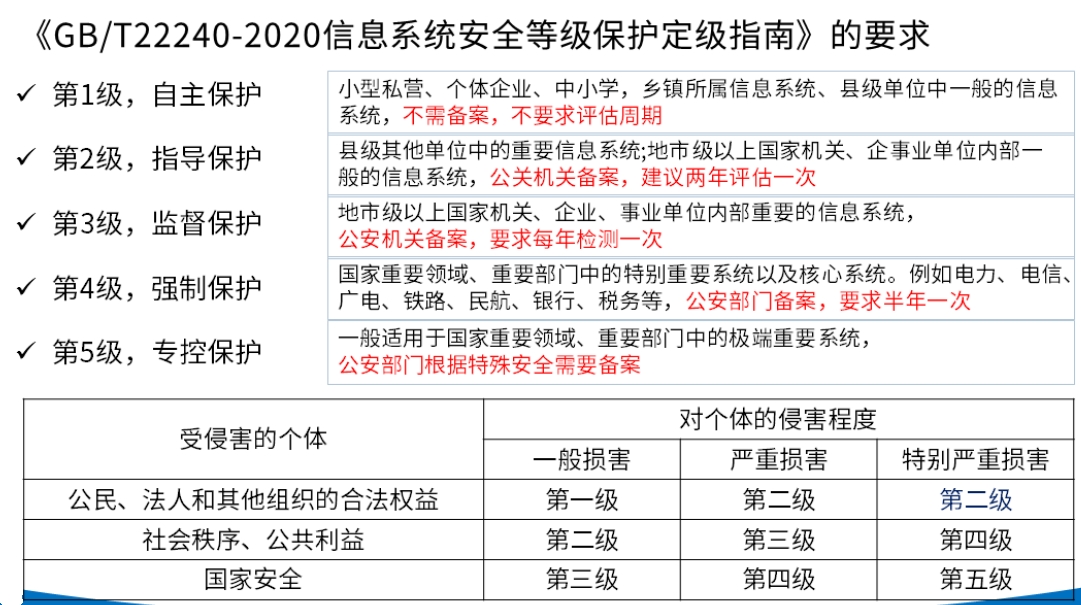 《GB/T22240-2020信息系统安全等级保护定级指南》的要求
✓ 第1级，自主保护
小型私营、个体企业、中小学，乡镇所属信息系统、县级单位中一般的信息
系统，不需备案，不要求评估周期
✓ 第2级，指导保护
县级其他单位中的重要信息系统;地市级以上国家机关、企事业单位内部一
般的信息系统，公关机关备案，建议两年评估一次
✓ 第3级，监督保护
地市级以上国家机关、企业、事业单位内部重要的信息系统，
公安机关备案，要求每年检测一次
✓ 第4级，强制保护
国家重要领域、重要部门中的特别重要系统以及核心系统。例如电力、电信、
广电、铁路、民航、银行、税务等，公安部门备案，要求半年一次
✓ 第5级，专控保护
一般适用于国家重要领域、重要部门中的极端重要系统，
公安部门根据特殊安全需要备案
受侵害的个体
对个体的侵害程度
一般损害 严重损害 特别严重损害
公民、法人和其他组织的合法权益 第一级 第二级 第二级
社会秩序、公共利益 第二级 第三级 第四级
国家安全 第三级 第四级 第五级